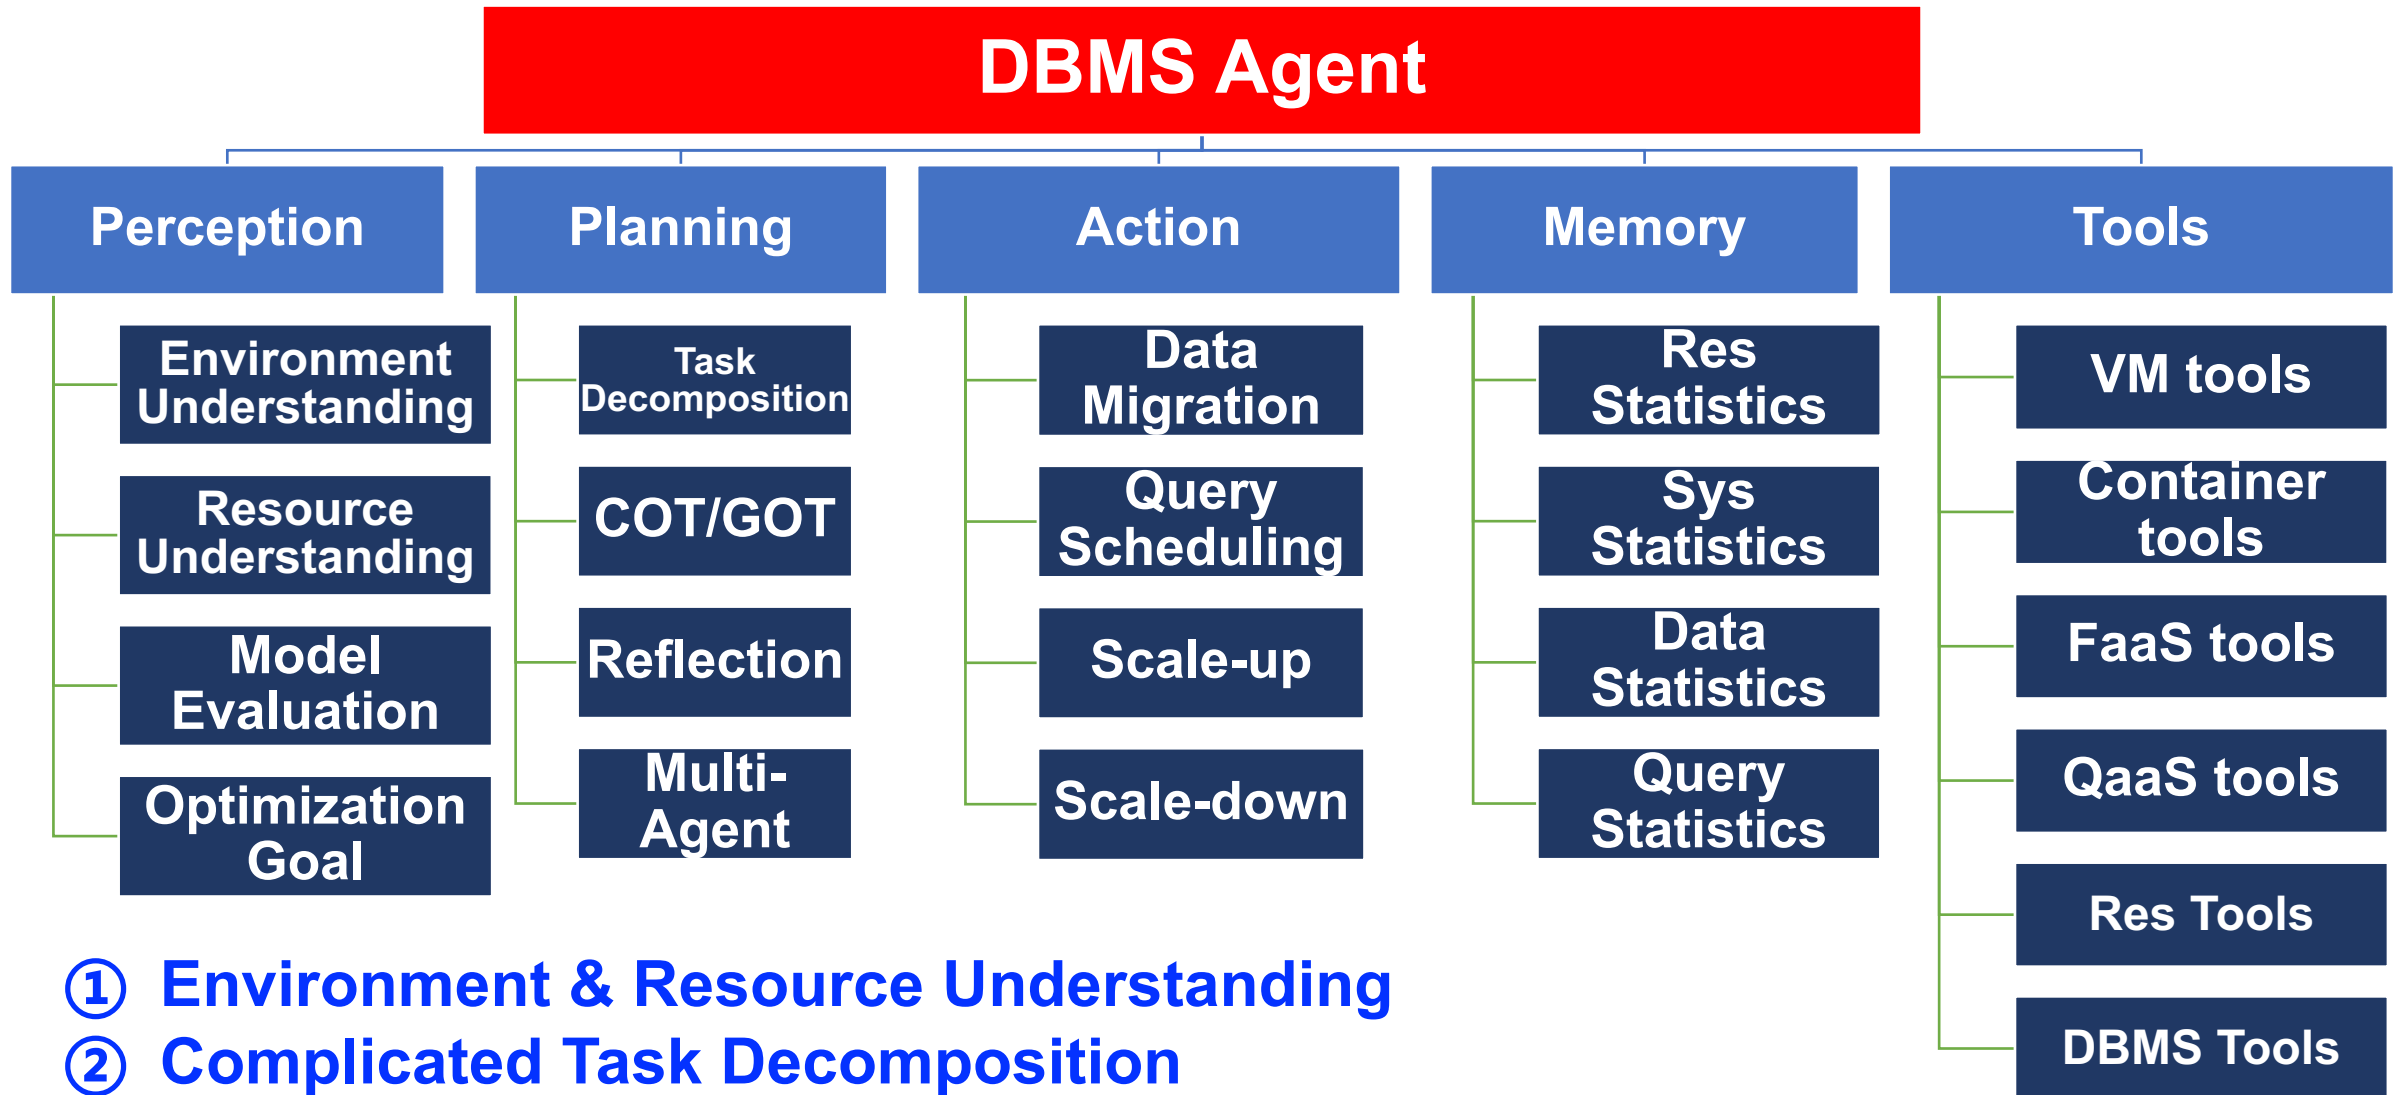 DBMS Agent
Perception
Environment
Understanding
Resource
Understanding
Model
Evaluation
Optimization
Goal
Planning
Task
Decomposition
COT/GOT
Reflection
Multi-
Agent
Action
Data
Migration
Query
Scheduling
Scale-up
Scale-down
Memory
Res
Statistics
Sys
Statistics
Data
Statistics
Query
Statistics
Tools
VM tools
Container
tools
FaaS tools
QaaS tools
Res Tools
DBMS Tools
① Environment & Resource Understanding
② Complicated Task Decomposition